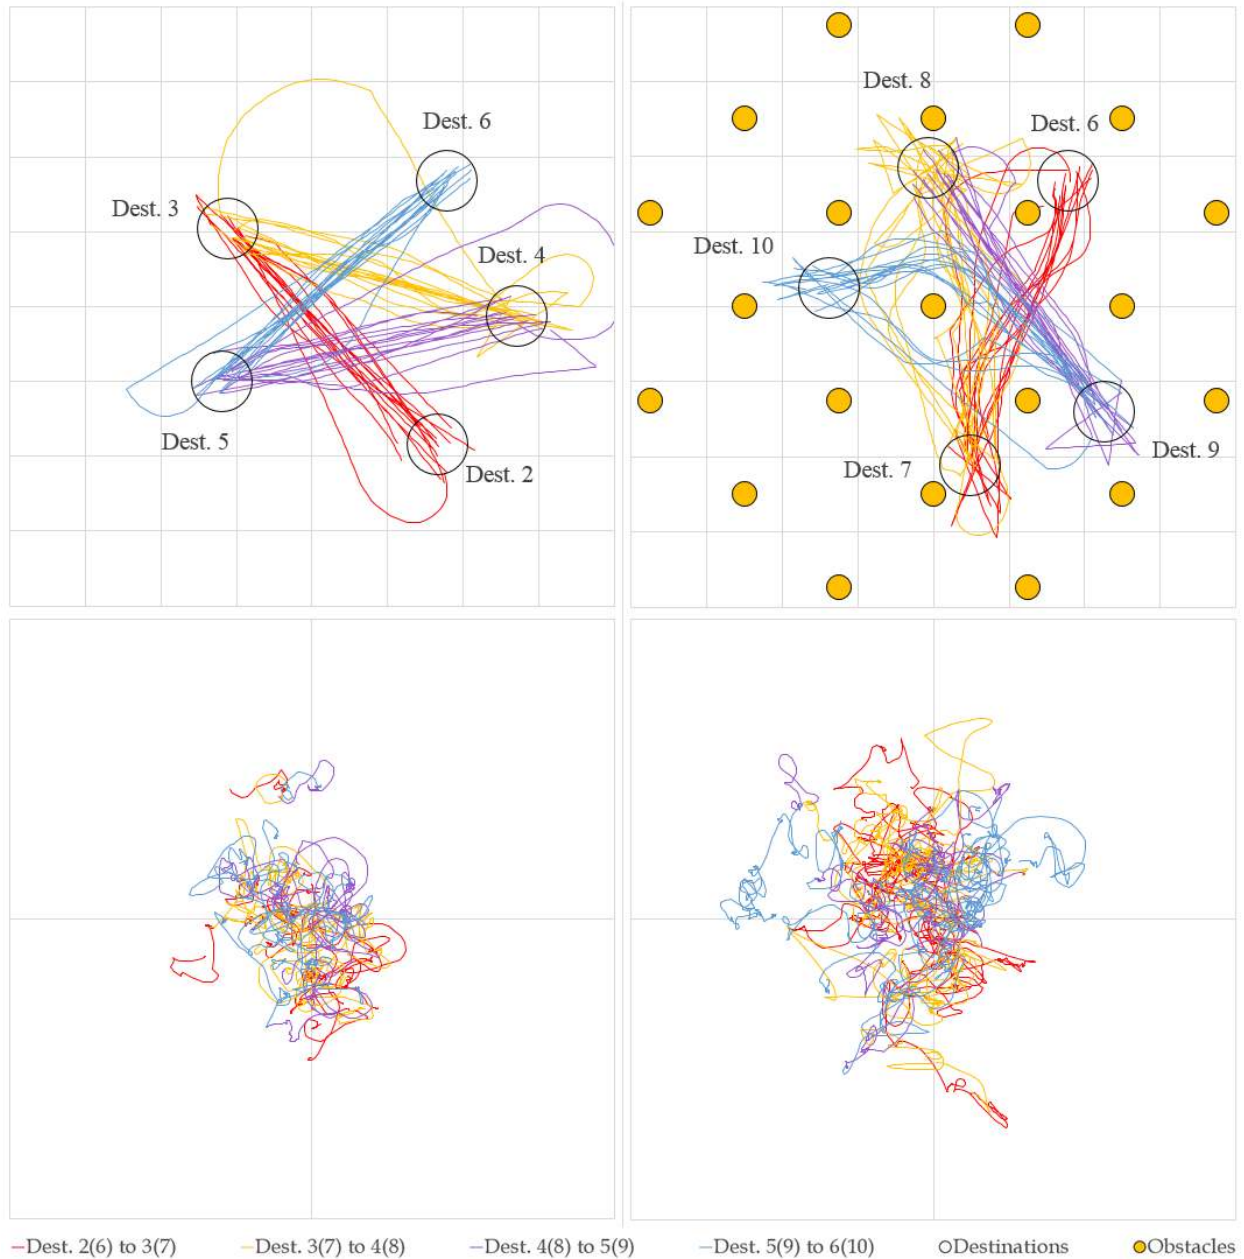 Dest. 8
Dest. 6
Dest. 6
Dest. 3
Dest. 10
Dest. 4
Dest. 5
Dest. 7
Dest. 9
Dest. 2
Dest. 2(6) to 3(7) Dest. 3(7) to 4(8) Dest. 4(8) to 5(9) Dest. 5(9) to 6(10) Destinations Obstacles